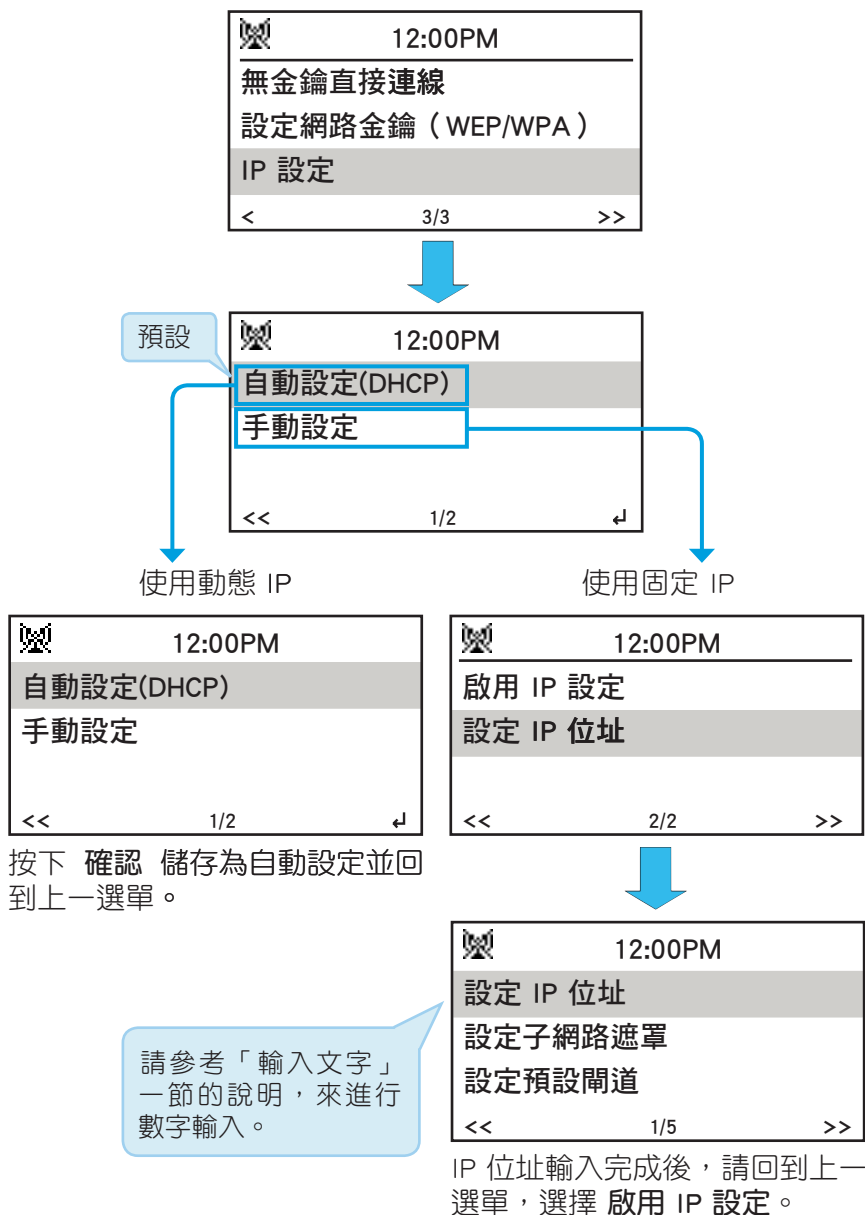 12:00PM
無金鑰直接連線
設定網路金鑰（WEP/WPA）
IP 設定
< 3/3 >>
預設
12:00PM
自動設定(DHCP)
手動設定
<< 1/2 ↵
使用動態 IP
12:00PM
自動設定(DHCP)
手動設定
<< 1/2 ↵
按下 確認 儲存為自動設定並回
到上一選單。
使用固定 IP
12:00PM
啟用 IP 設定
設定 IP 位址
<< 2/2 >>
12:00PM
設定 IP 位址
設定子網路遮罩
設定預設閘道
<< 1/5 >>
請參考「輸入文字」
一節的說明，來進行
數字輸入。
IP 位址輸入完成後，請回到上一
選單，選擇 啟用 IP 設定。